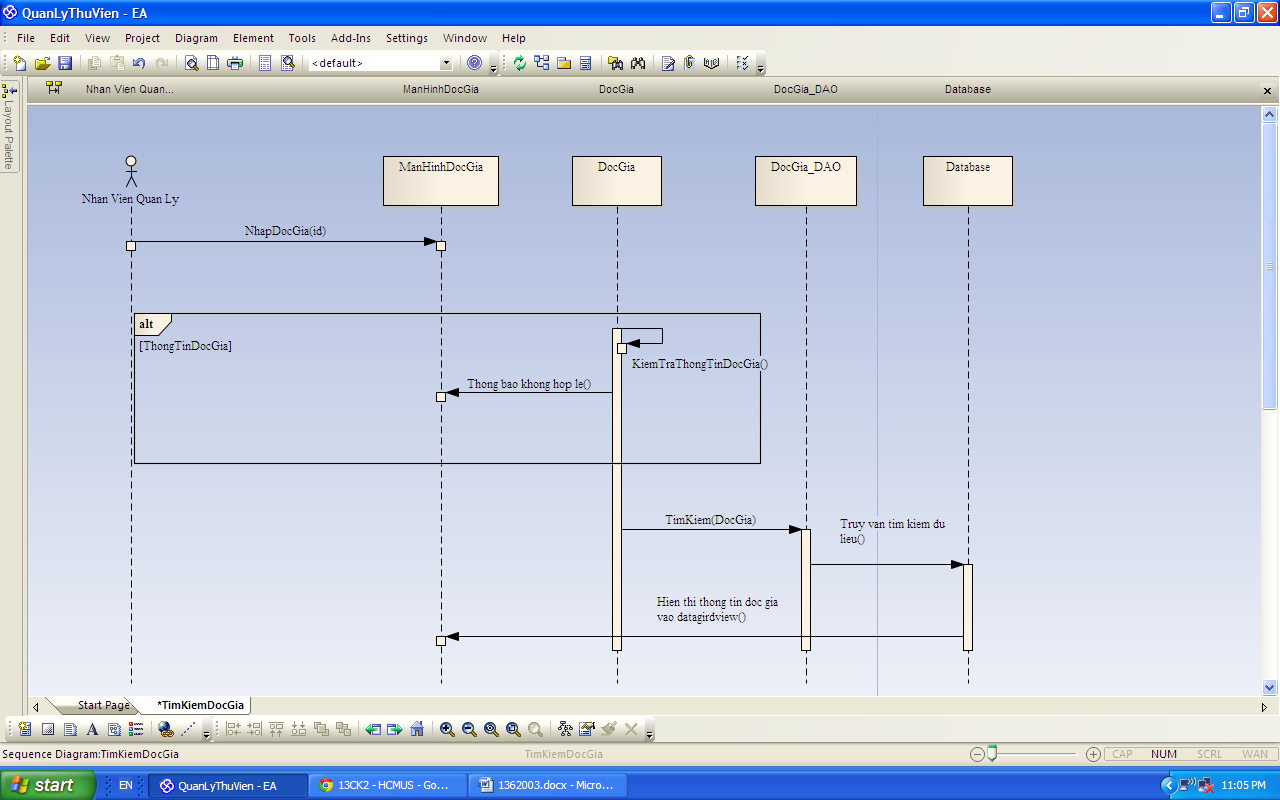 QuanLyThuVien - EA
File Edit View Project Diagram Element Tools Add-Ins Settings Window Help
<default>
Layout Palette
Nhan Vien Quan... ManHinhDocGia DocGia DocGia_DAO Database
ManHinhDocGia DocGia DocGia_DAO Database
Nhan Vien Quan Ly
NhapDocGia(id)
alt
[ThongTinDocGia]
KiemTraThongTinDocGia()
Thong bao khong hop le()
TimKiem(DocGia)
Truy van tim kiem du
lieu()
Hien thi thong tin doc gia
vao datagirdview()
Start Page *TimKiemDocGia
A
Sequence Diagram:TimKiemDocGia TimKiemDocGia CAP NUM SCRL WAN
start EN QuanLyThuVien - EA 13CK2 - HCMUS - Go... 1362003.docx - Micro... 11:05 PM